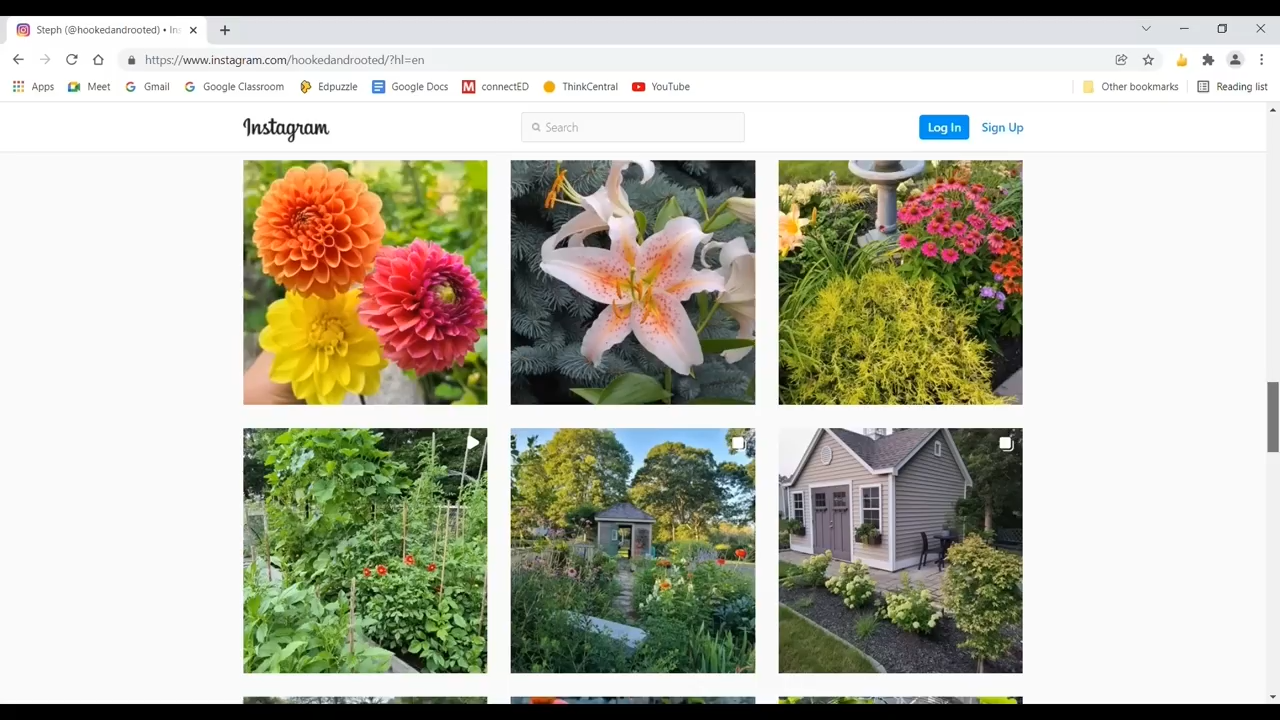 Steph (@hookedandrooted) • In
https://www.instagram.com/hookedandrooted/?hl=en
Apps Meet Gmail Google Classroom Edpuzzle Google Docs connectED ThinkCentral YouTube Other bookmarks Reading list
Instagram Search Log In Sign Up